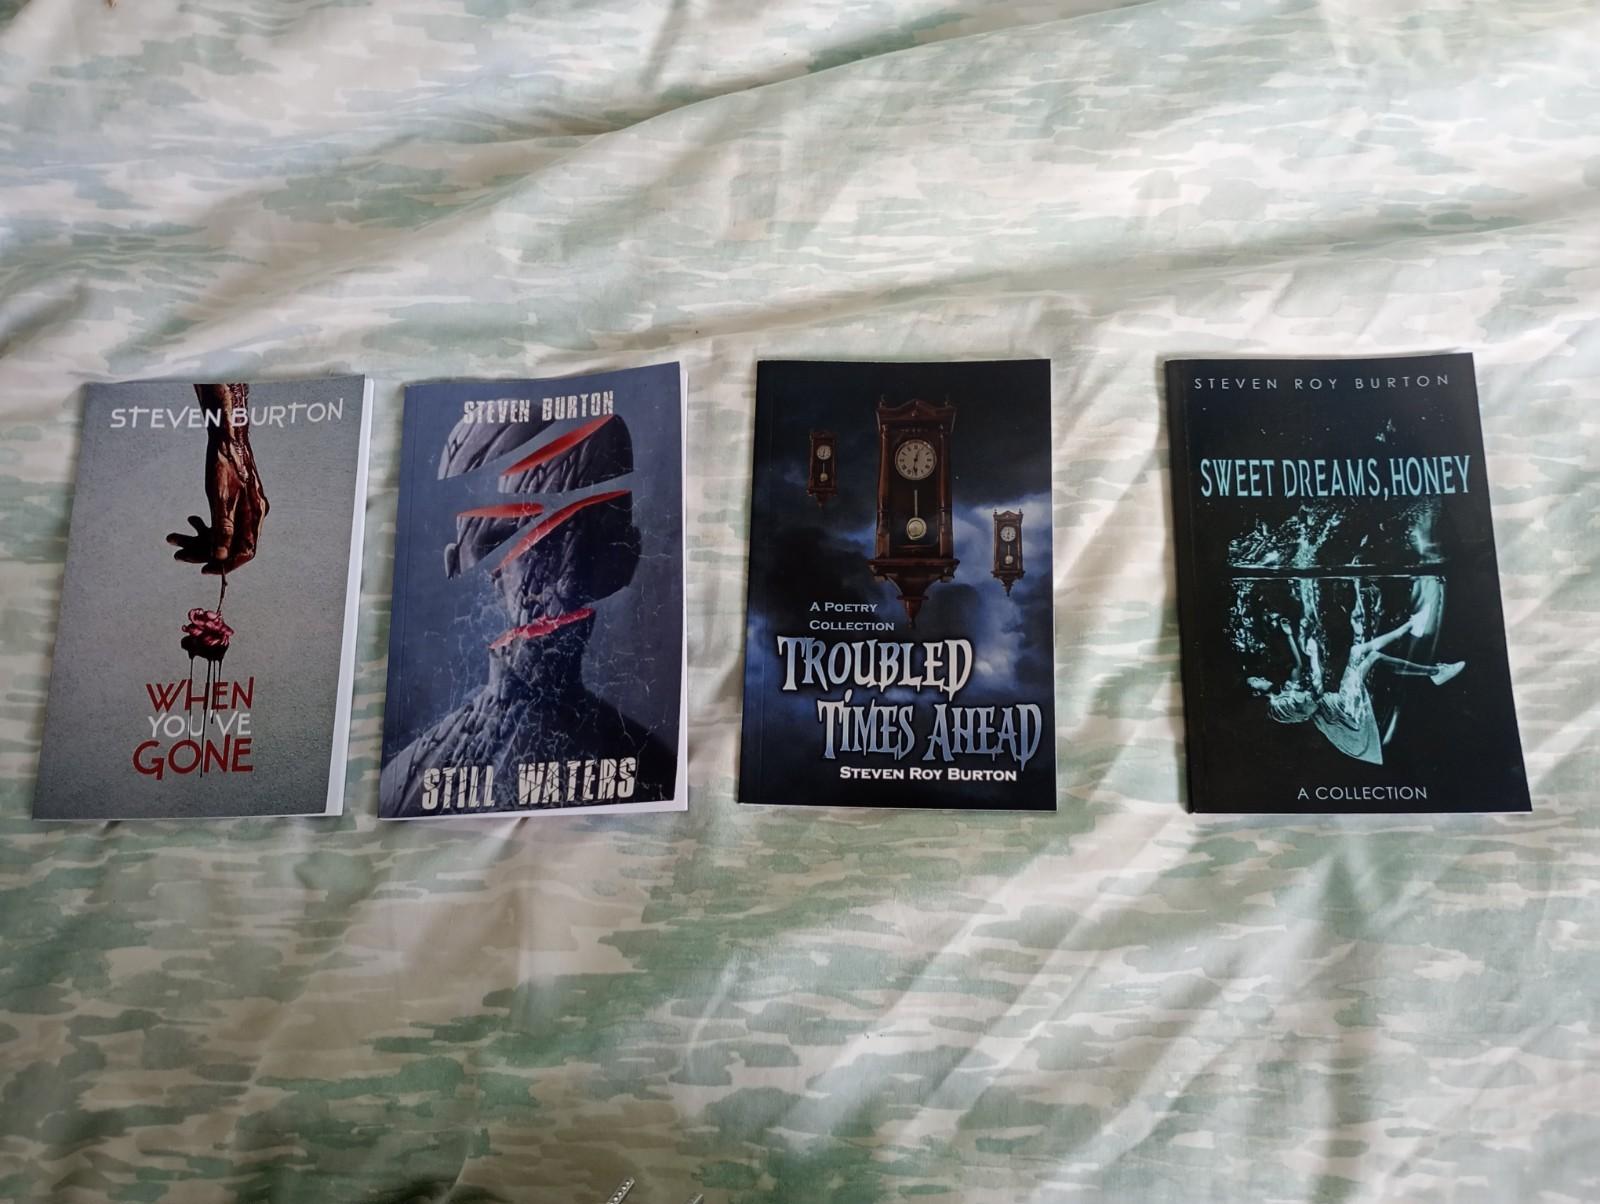 STEVEN BURTON
WHEN
YOU'VE
GONE
STEVEN BURTON
STILL WATERS
A POETRY
COLLECTION
TROUBLED
TIMES AHEAD
STEVEN ROY BURTON
STEVEN ROY BURTON
SWEET DREAMS, HONEY
A COLLECTION